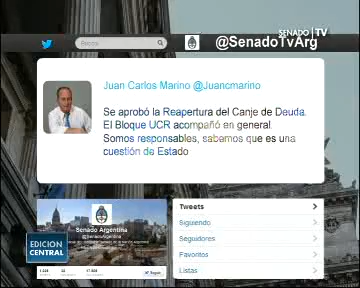 SENADO TV
Buscar
@SenadoTvArg
Juan Carlos Marino @Juancmarino
Se aprobó la Reapertura del Canje de Deuda.
El Bloque UCR acompañó en general.
Somos responsables, sabemos que es una
cuestión de Estado
Senado Argentina
@SenadoArgentina
Seguir
EDICION
CENTRAL
Tweets
Siguiendo
Seguidores
Favoritos
Listas